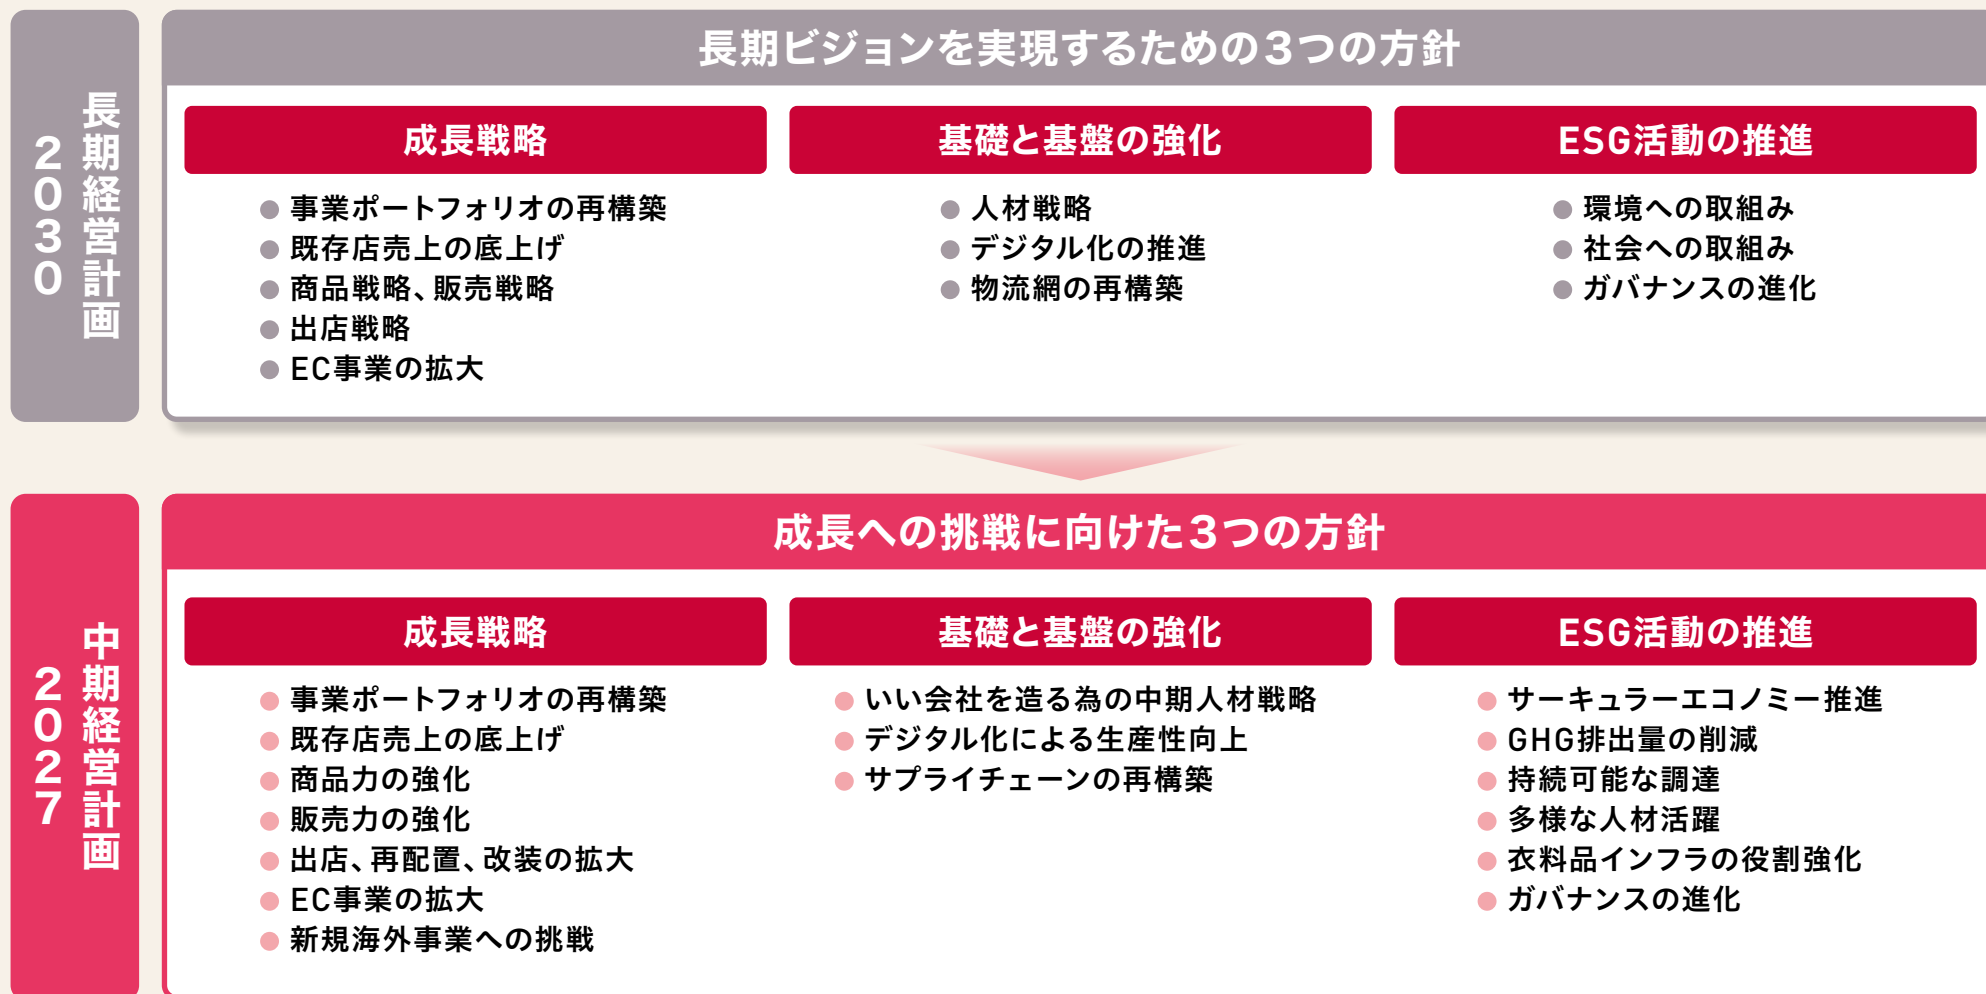 長期経営計画
2030
長期ビジョンを実現するための3つの方針
成長戦略
事業ポートフォリオの再構築
既存店売上の底上げ
商品戦略、販売戦略
出店戦略
EC事業の拡大
基礎と基盤の強化
人材戦略
デジタル化の推進
物流網の再構築
ESG活動の推進
環境への取組み
社会への取組み
ガバナンスの進化
中期経営計画
2027
成長への挑戦に向けた3つの方針
成長戦略
事業ポートフォリオの再構築
既存店売上の底上げ
商品力の強化
販売力の強化
出店、再配置、改装の拡大
EC事業の拡大
新規海外事業への挑戦
基礎と基盤の強化
いい会社を造る為の中期人材戦略
デジタル化による生産性向上
サプライチェーンの再構築
ESG活動の推進
サーキュラーエコノミー推進
GHG排出量の削減
持続可能な調達
多様な人材活躍
衣料品インフラの役割強化
ガバナンスの進化